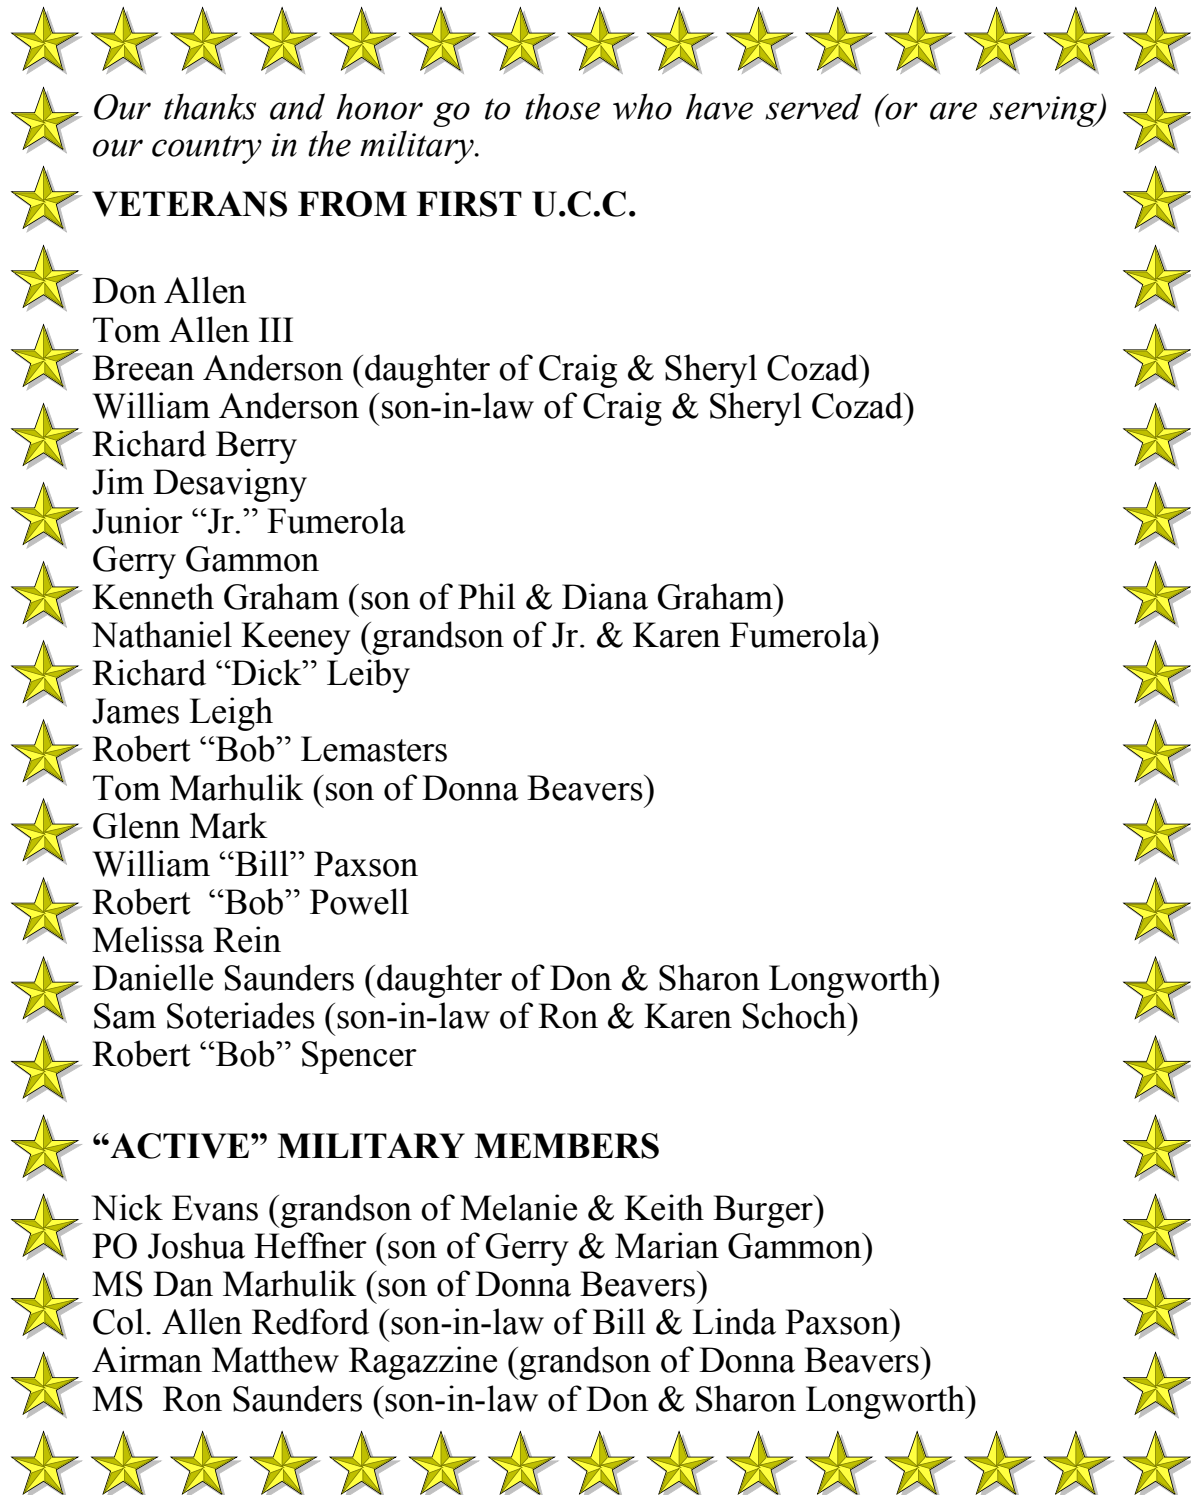 Our thanks and honor go to those who have served (or are serving)
our country in the military.
VETERANS FROM FIRST U.C.C.
Don Allen
Tom Allen III
Breean Anderson (daughter of Craig & Sheryl Cozad)
William Anderson (son-in-law of Craig & Sheryl Cozad)
Richard Berry
Jim Desavigny
Junior “Jr.” Fumerola
Gerry Gammon
Kenneth Graham (son of Phil & Diana Graham)
Nathaniel Keeney (grandson of Jr. & Karen Fumerola)
Richard “Dick” Leiby
James Leigh
Robert “Bob” Lemasters
Tom Marhulik (son of Donna Beavers)
Glenn Mark
William “Bill” Paxson
Robert  “Bob” Powell
Melissa Rein
Danielle Saunders (daughter of Don & Sharon Longworth)
Sam Soteriades (son-in-law of Ron & Karen Schoch)
Robert “Bob” Spencer
“ACTIVE” MILITARY MEMBERS
Nick Evans (grandson of Melanie & Keith Burger)
PO Joshua Heffner (son of Gerry & Marian Gammon)
MS Dan Marhulik (son of Donna Beavers)
Col. Allen Redford (son-in-law of Bill & Linda Paxson)
Airman Matthew Ragazzine (grandson of Donna Beavers)
MS  Ron Saunders (son-in-law of Don & Sharon Longworth)